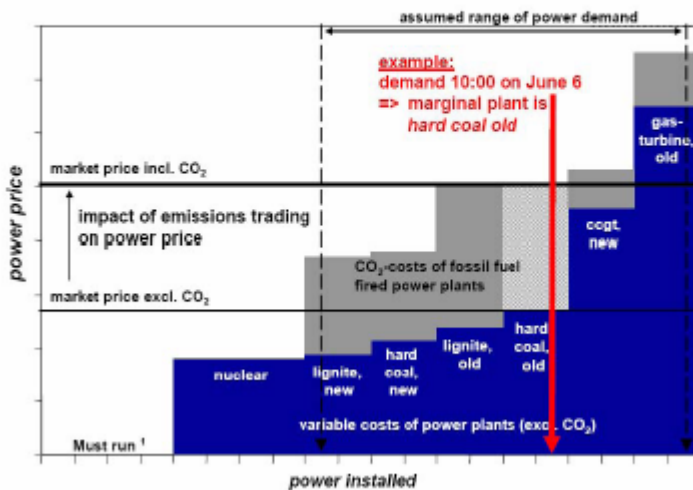 assumed range of power demand
example:
demand 10:00 on June 6
=> marginal plant is
hard coal old
gas-
turbine,
old
market price incl. CO₂
impact of emissions trading
on power price
ccgt,
new
CO₂-costs of fossil fuel
fired power plants
market price excl. CO₂
nuclear
lignite,
new
hard
coal,
new
lignite,
old
hard
coal,
old
variable costs of power plants (excl. CO₂)
Must run ¹
power price
power installed